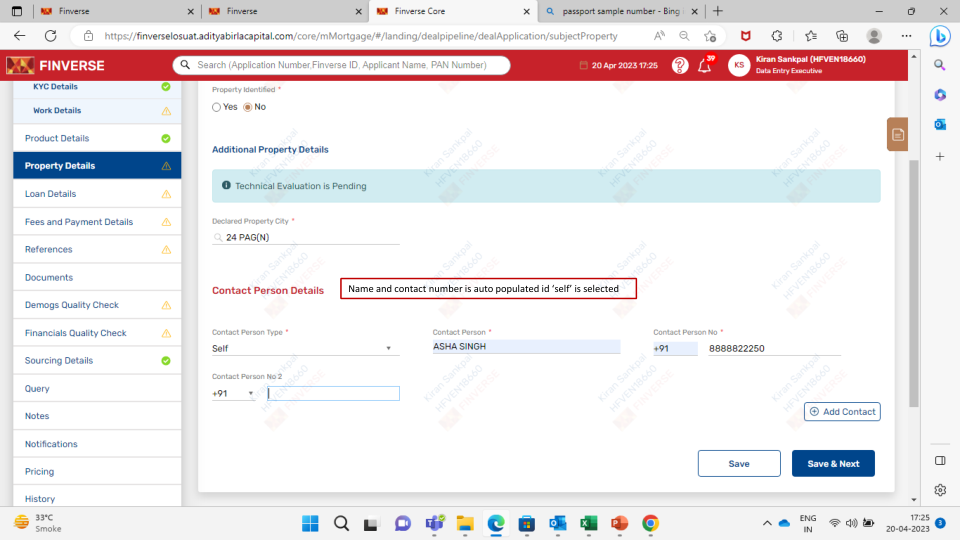 Finverse
Finverse
Finverse Core
passport sample number - Bing
https://finverselosuat.adityabirlacapital.com/core/mMortgage/#/landing/dealpipeline/dealApplication/subjectProperty
FINVERSE
Search (Application Number,Finverse ID, Applicant Name, PAN Number)
20 Apr 2023 17:25
39
KS
Kiran Sankpal (HFVEN18660)
Data Entry Executive
KYC Details
Work Details
Product Details
Property Details
Loan Details
Fees and Payment Details
References
Documents
Demogs Quality Check
Financials Quality Check
Sourcing Details
Query
Notes
Notifications
Pricing
History
Property Identified *
Yes No
Additional Property Details
Technical Evaluation is Pending
Declared Property City *
24 PAG(N)
Contact Person Details
Name and contact number is auto populated id ‘self’ is selected
Contact Person Type * Contact Person * Contact Person No *
Self ASHA SINGH +91 8888822250
Contact Person No 2
+91
Add Contact
Save Save & Next
Kiran Sankpal
HFVEN18660
FINVERSE
33°C
Smoke
ENG
IN
17:25
20-04-2023
3